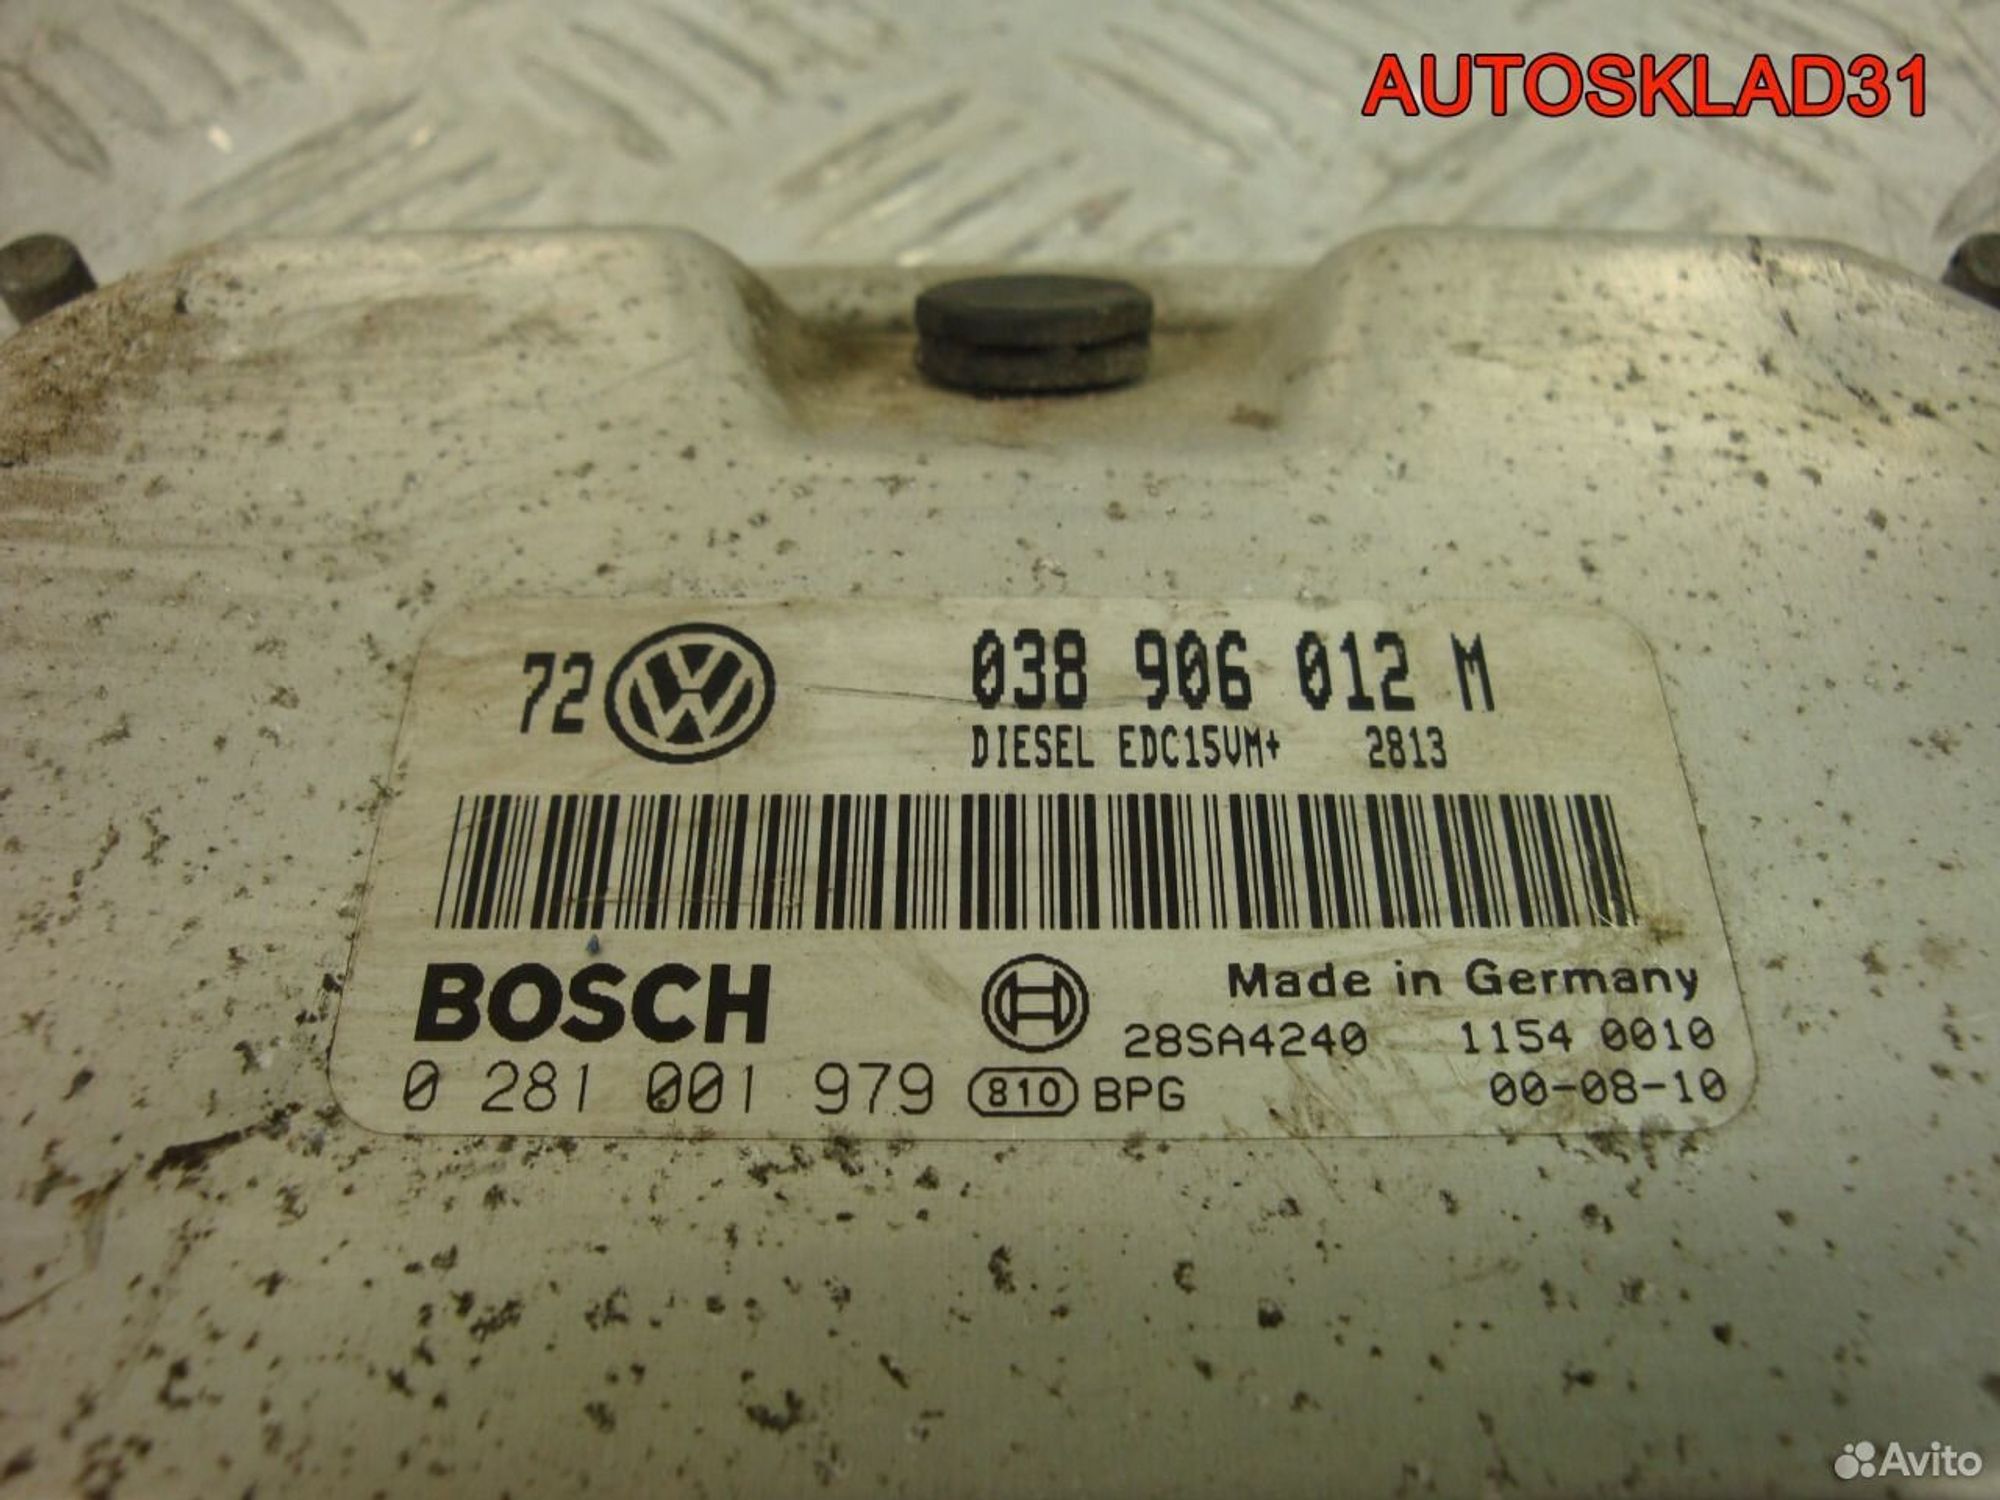 AUTOSKLAD31
72 038 906 012 M
DIESEL EDC15VM+ 2813
BOSCH Made in Germany
28SA4240 1154 0010
0 281 001 979 810 BPG 00-08-10
Avito